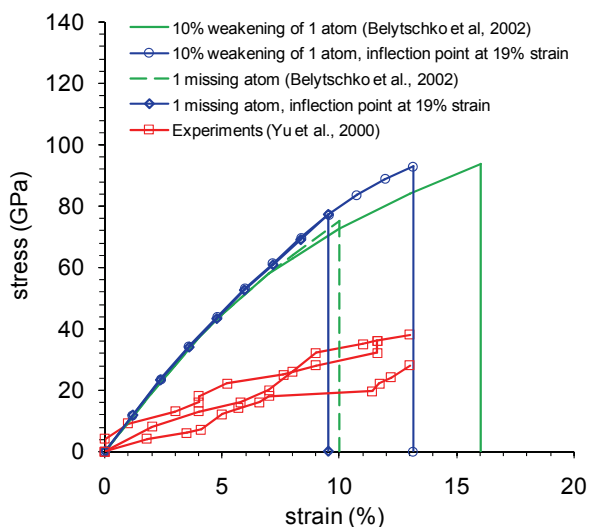 140
120
100
80
60
40
20
0
stress (GPa)
10% weakening of 1 atom (Belytschko et al, 2002)
10% weakening of 1 atom, inflection point at 19% strain
1 missing atom (Belytschko et al., 2002)
1 missing atom, inflection point at 19% strain
Experiments (Yu et al., 2000)
0 5 10 15 20
strain (%)